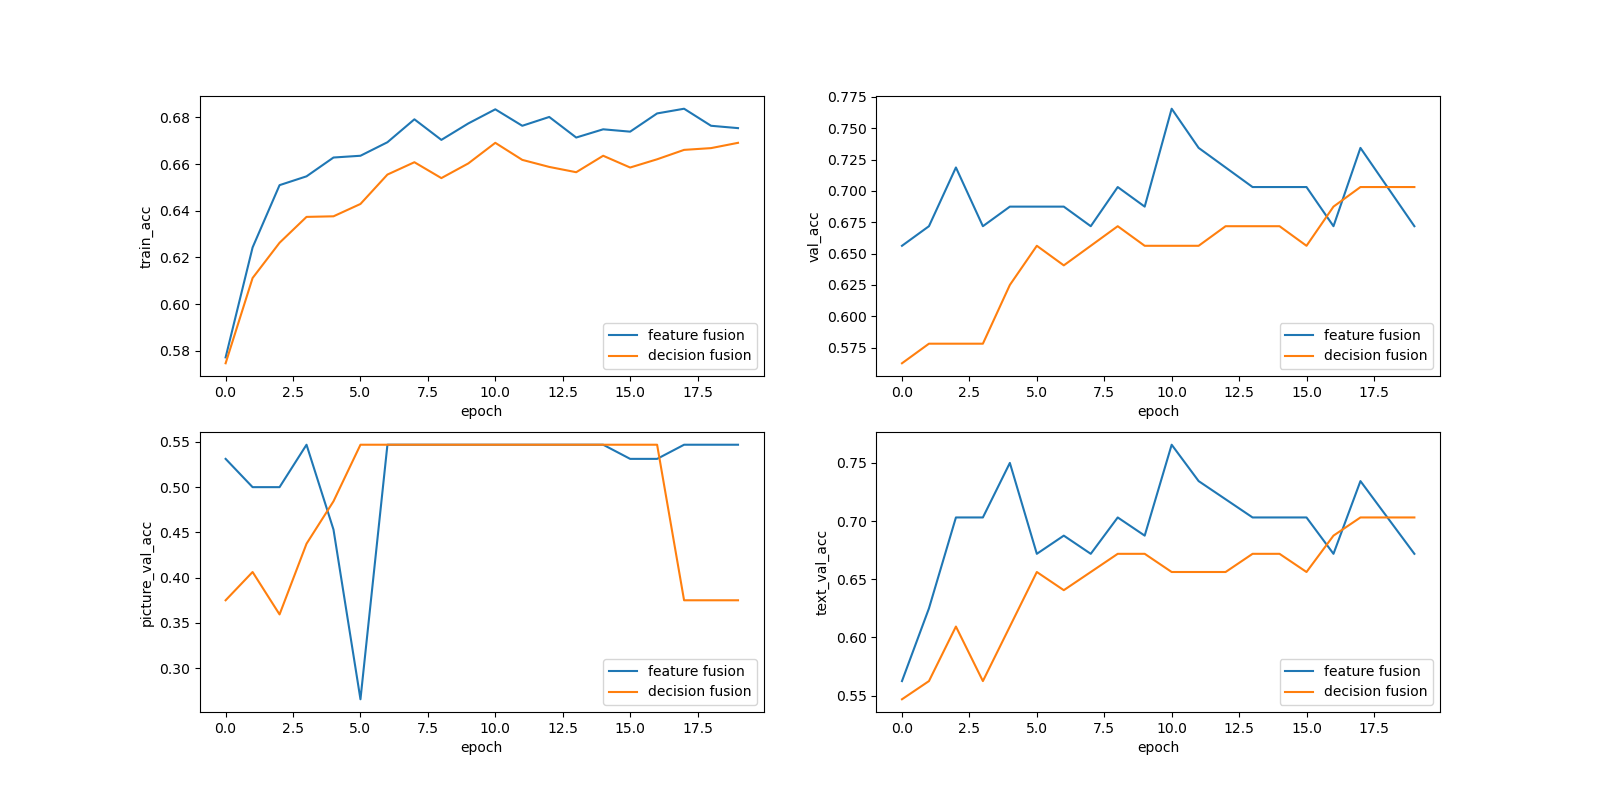 train_acc
0.68
0.66
0.64
0.62
0.60
0.58
feature fusion
decision fusion
0.0 2.5 5.0 7.5 10.0 12.5 15.0 17.5
epoch
val_acc
0.775
0.750
0.725
0.700
0.675
0.650
0.625
0.600
0.575
feature fusion
decision fusion
0.0 2.5 5.0 7.5 10.0 12.5 15.0 17.5
epoch
picture_val_acc
0.55
0.50
0.45
0.40
0.35
0.30
feature fusion
decision fusion
0.0 2.5 5.0 7.5 10.0 12.5 15.0 17.5
epoch
text_val_acc
0.75
0.70
0.65
0.60
0.55
feature fusion
decision fusion
0.0 2.5 5.0 7.5 10.0 12.5 15.0 17.5
epoch